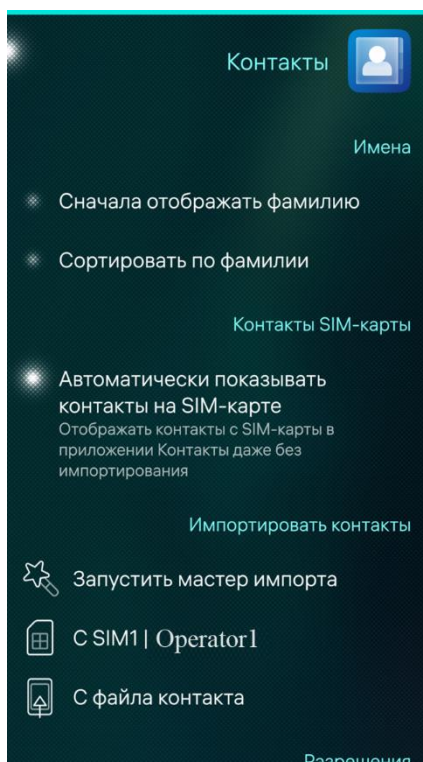 Контакты
Имена
Сначала отображать фамилию
Сортировать по фамилии
Контакты SIM-карты
Автоматически показывать
контакты на SIM-карте
Отображать контакты с SIM-карты в
приложении Контакты даже без
импортирования
Импортировать контакты
Запустить мастер импорта
С SIM1 | Operator1
С файла контакта
Разрешения